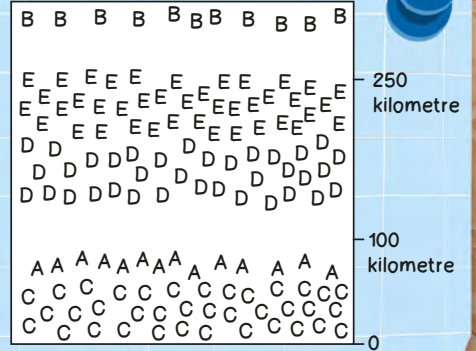 B B B B B B B B B B B
E E E E E E E E E E E
E E E E E E E E E
E E E E E E E E E
E E E E E E E E E E E E E E
D D D D
D D D D D D D D D D
D D D D D D D D
D D D D D D D D D D D D D D
A A A A A A A A A A A A A A
C C C C C C C C C C C C C C
C C C C C C C C C C C C
C C C C C C C C C C C C
250
kilometre
100
kilometre
0